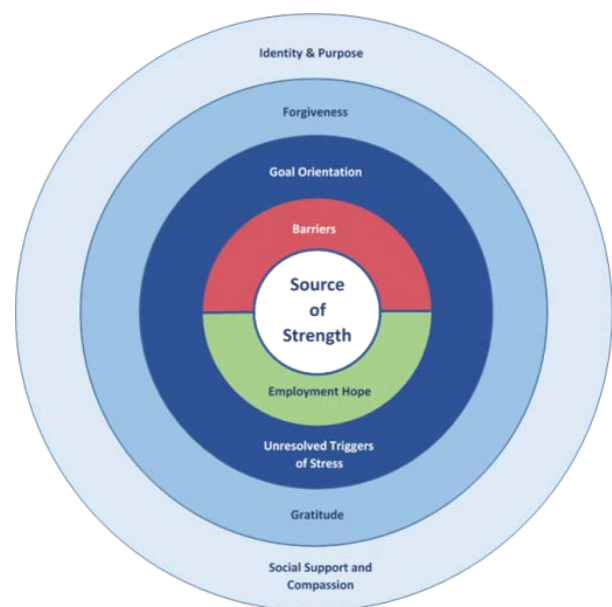 Identity & Purpose
Forgiveness
Goal Orientation
Barriers
Source
of
Strength
Employment Hope
Unresolved Triggers
of Stress
Gratitude
Social Support and
Compassion